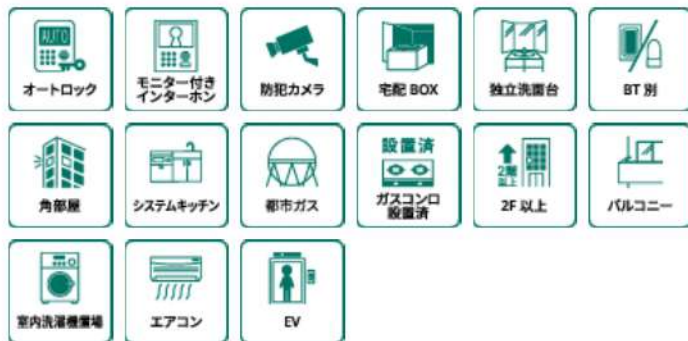 AUTO
オートロック
モニター付き
インターホン
防犯カメラ
宅配 BOX
独立洗面台
BT 別
角部屋
システムキッチン
都市ガス
設置済
ガスコンロ
設置済
2階
以上
2F 以上
バルコニー
室内洗濯機置場
エアコン
EV